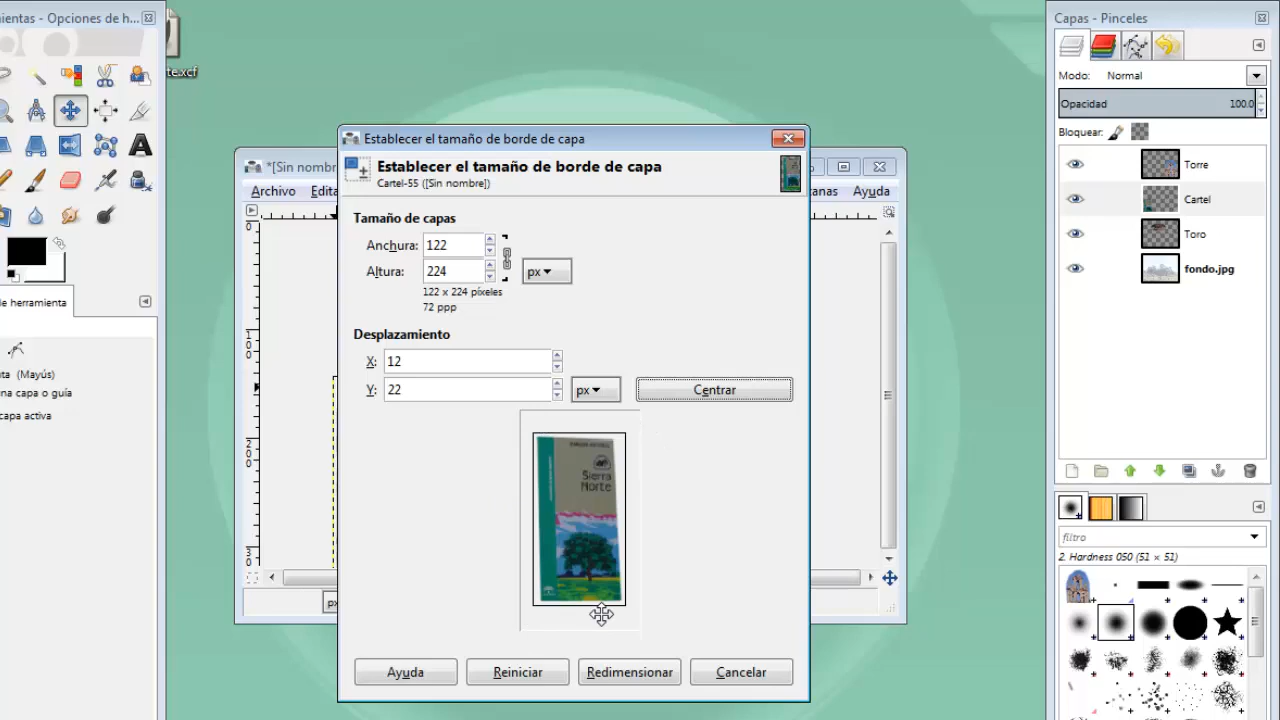 ientas - Opciones de h...
te.xcf
de herramienta
ta (Mayús)
na capa o guía
capa activa
*[Sin nomb
Archivo
Edita
anas
Ayuda
Establecer el tamaño de borde de capa
Establecer el tamaño de borde de capa
Cartel-55 ([Sin nombre])
Tamaño de capas
Anchura: 122
Altura: 224
px
122 x 224 píxeles
72 ppp
Desplazamiento
X: 12
Y: 22
px
Centrar
Sierra
Norte
Ayuda
Reiniciar
Redimensionar
Cancelar
Capas - Pinceles
Modo: Normal
Opacidad 100.0
Bloquear:
Torre
Cartel
Toro
fondo.jpg
filtro
2. Hardness 050 (51 × 51)